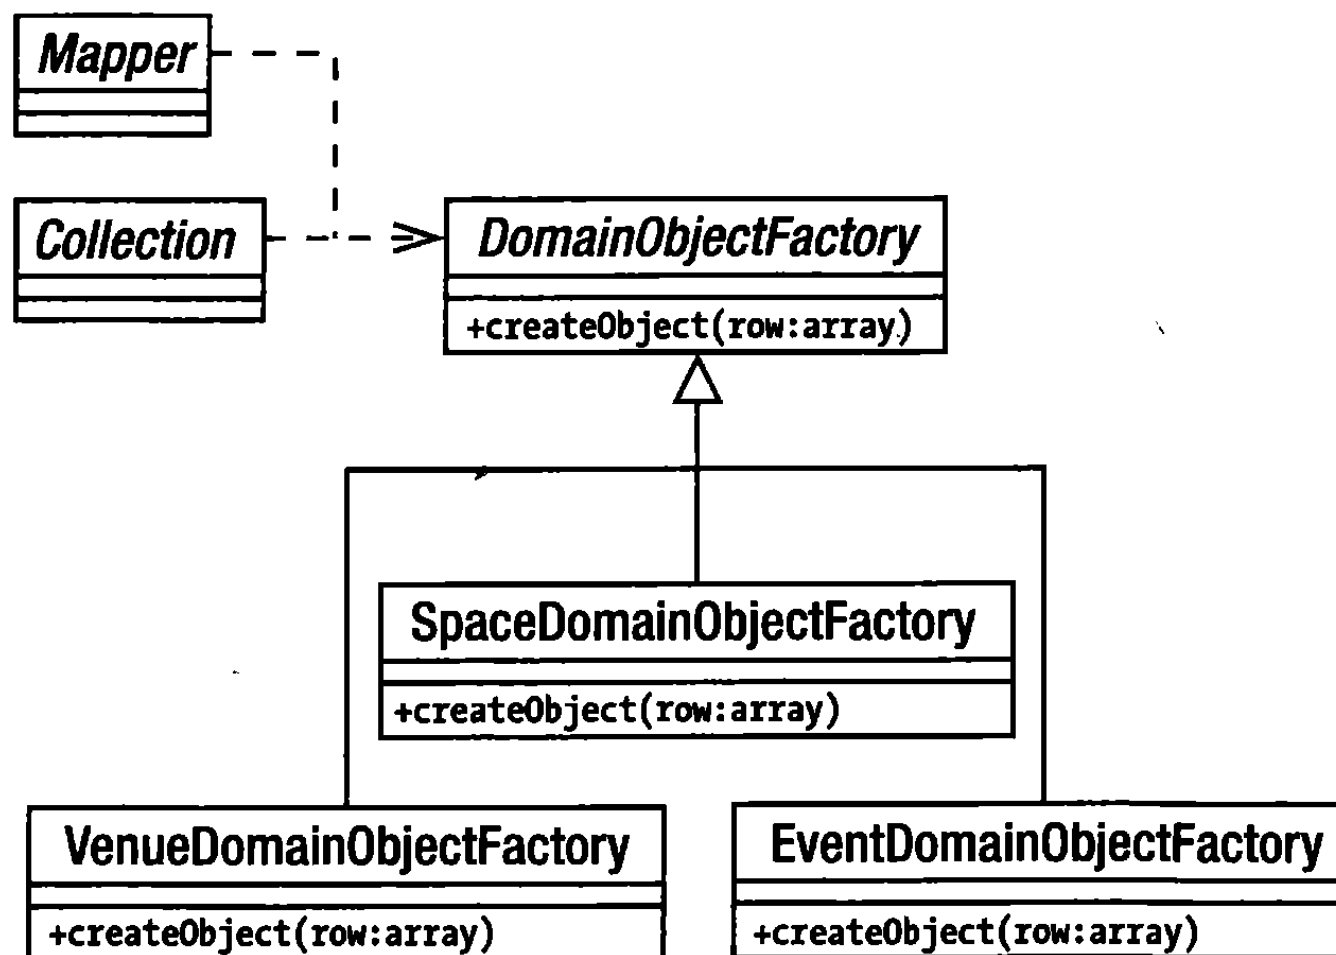 Mapper
Collection
DomainObjectFactory
+createObject(row:array)
SpaceDomainObjectFactory
+createObject(row:array)
VenueDomainObjectFactory
+createObject(row:array)
EventDomainObjectFactory
+createObject(row:array)